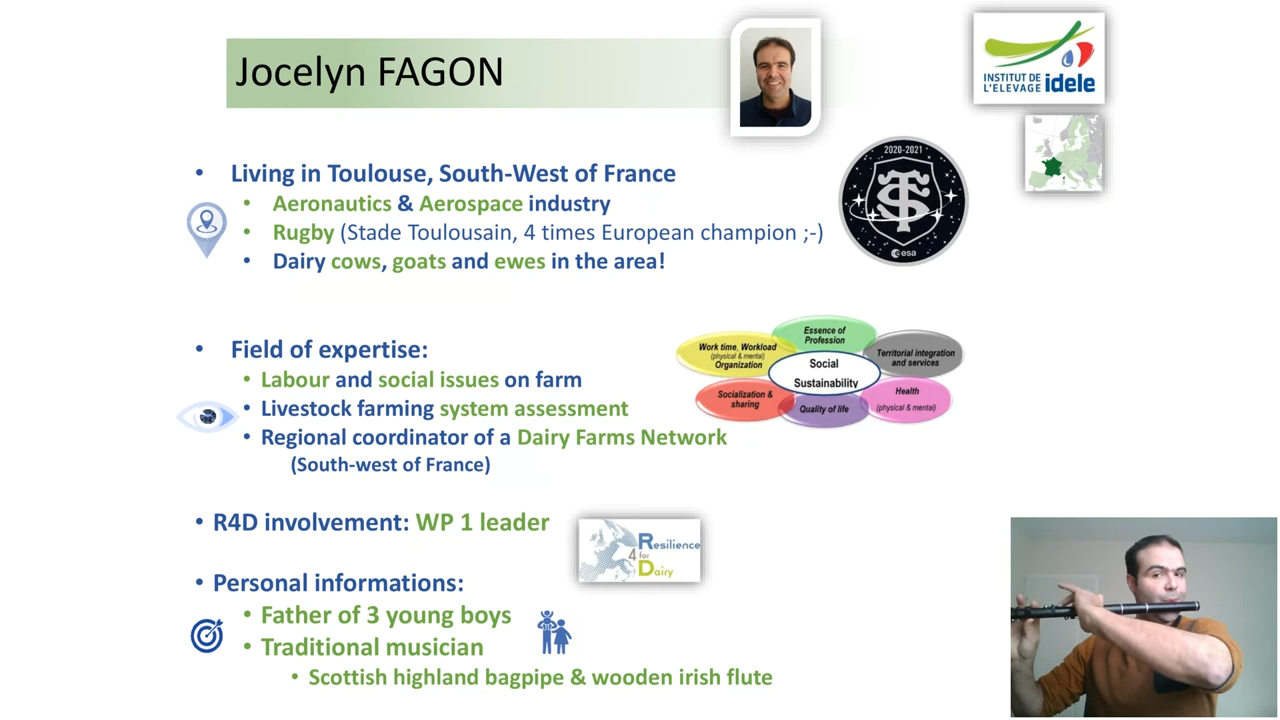 Jocelyn FAGON
INSTITUT DE
L'ELEVAGE idele
• Living in Toulouse, South-West of France
• Aeronautics & Aerospace industry
• Rugby (Stade Toulousain, 4 times European champion ;-)
• Dairy cows, goats and ewes in the area!
2020-2021
esa
• Field of expertise:
• Labour and social issues on farm
• Livestock farming system assessment
• Regional coordinator of a Dairy Farms Network
(South-west of France)
Essence of
Profession
Work time, Workload
(physical & mental)
Organization
Territorial integration
and services
Social
Sustainability
Socialization &
sharing
Quality of life
Health
(physical & mental)
• R4D involvement: WP 1 leader
Resilience
4 for
Dairy
• Personal informations:
• Father of 3 young boys
• Traditional musician
• Scottish highland bagpipe & wooden irish flute